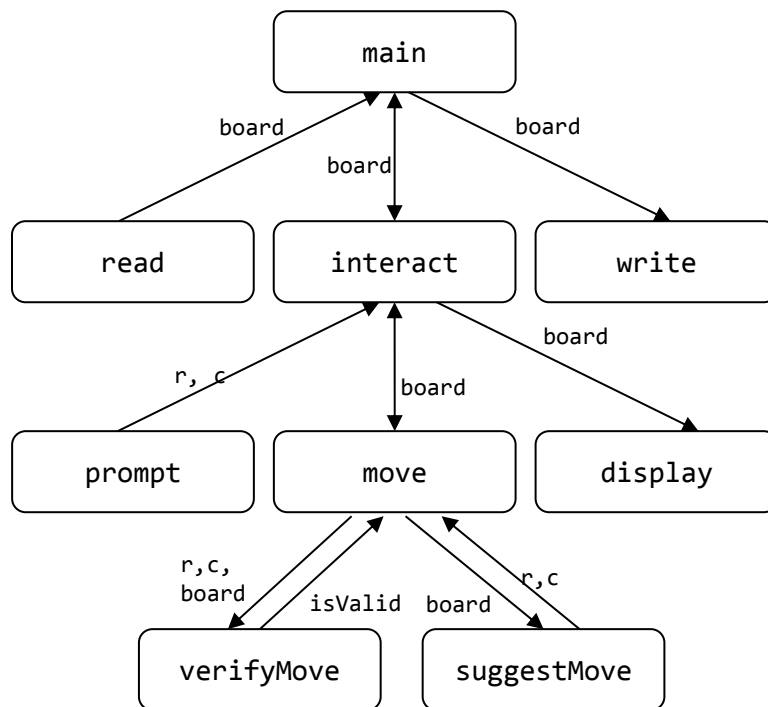 main
board
board
board
read
interact
write
r, c
board
board
prompt
move
display
r,c,
board
isValid
board
r,c
verifyMove
suggestMove